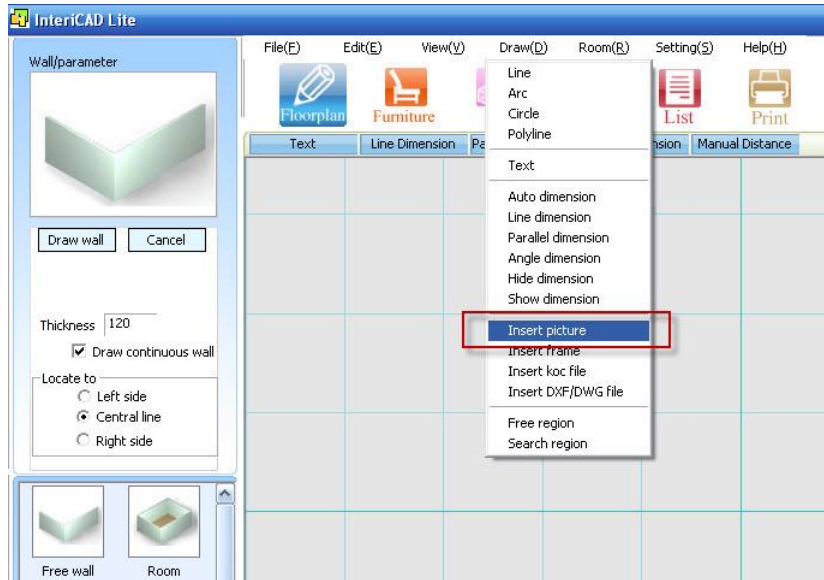 InteriCAD Lite
File(F) Edit(E) View(V) Draw(D) Room(R) Setting(S) Help(H)
Wall/parameter
Floorplan Furniture List Print
Text Line Dimension Manual Distance
Line
Arc
Circle
Polyline
Text
Auto dimension
Line dimension
Parallel dimension
Angle dimension
Hide dimension
Show dimension
Insert picture
Insert frame
Insert koc file
Insert DXF/DWG file
Free region
Search region
Draw wall Cancel
Thickness 120
Draw continuous wall
Locate to
Left side
Central line
Right side
Free wall Room